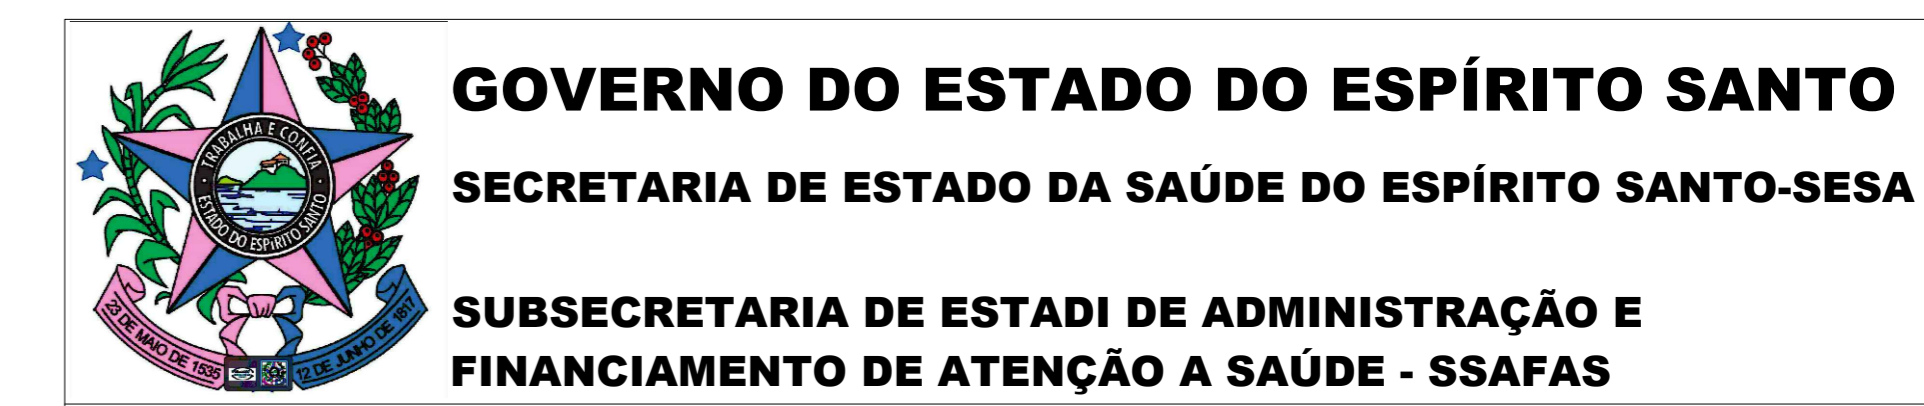 GOVERNO DO ESTADO DO ESPÍRITO SANTO
SECRETARIA DE ESTADO DA SAÚDE DO ESPÍRITO SANTO-SESA
SUBSECRETARIA DE ESTADI DE ADMINISTRAÇÃO E
FINANCIAMENTO DE ATENÇÃO A SAÚDE - SSAFAS
TRABALHA E CONFIA
ESTADO DO ESPIRITO SANTO
23 DE MAIO DE 1535
12 DE JUNHO DE 1817